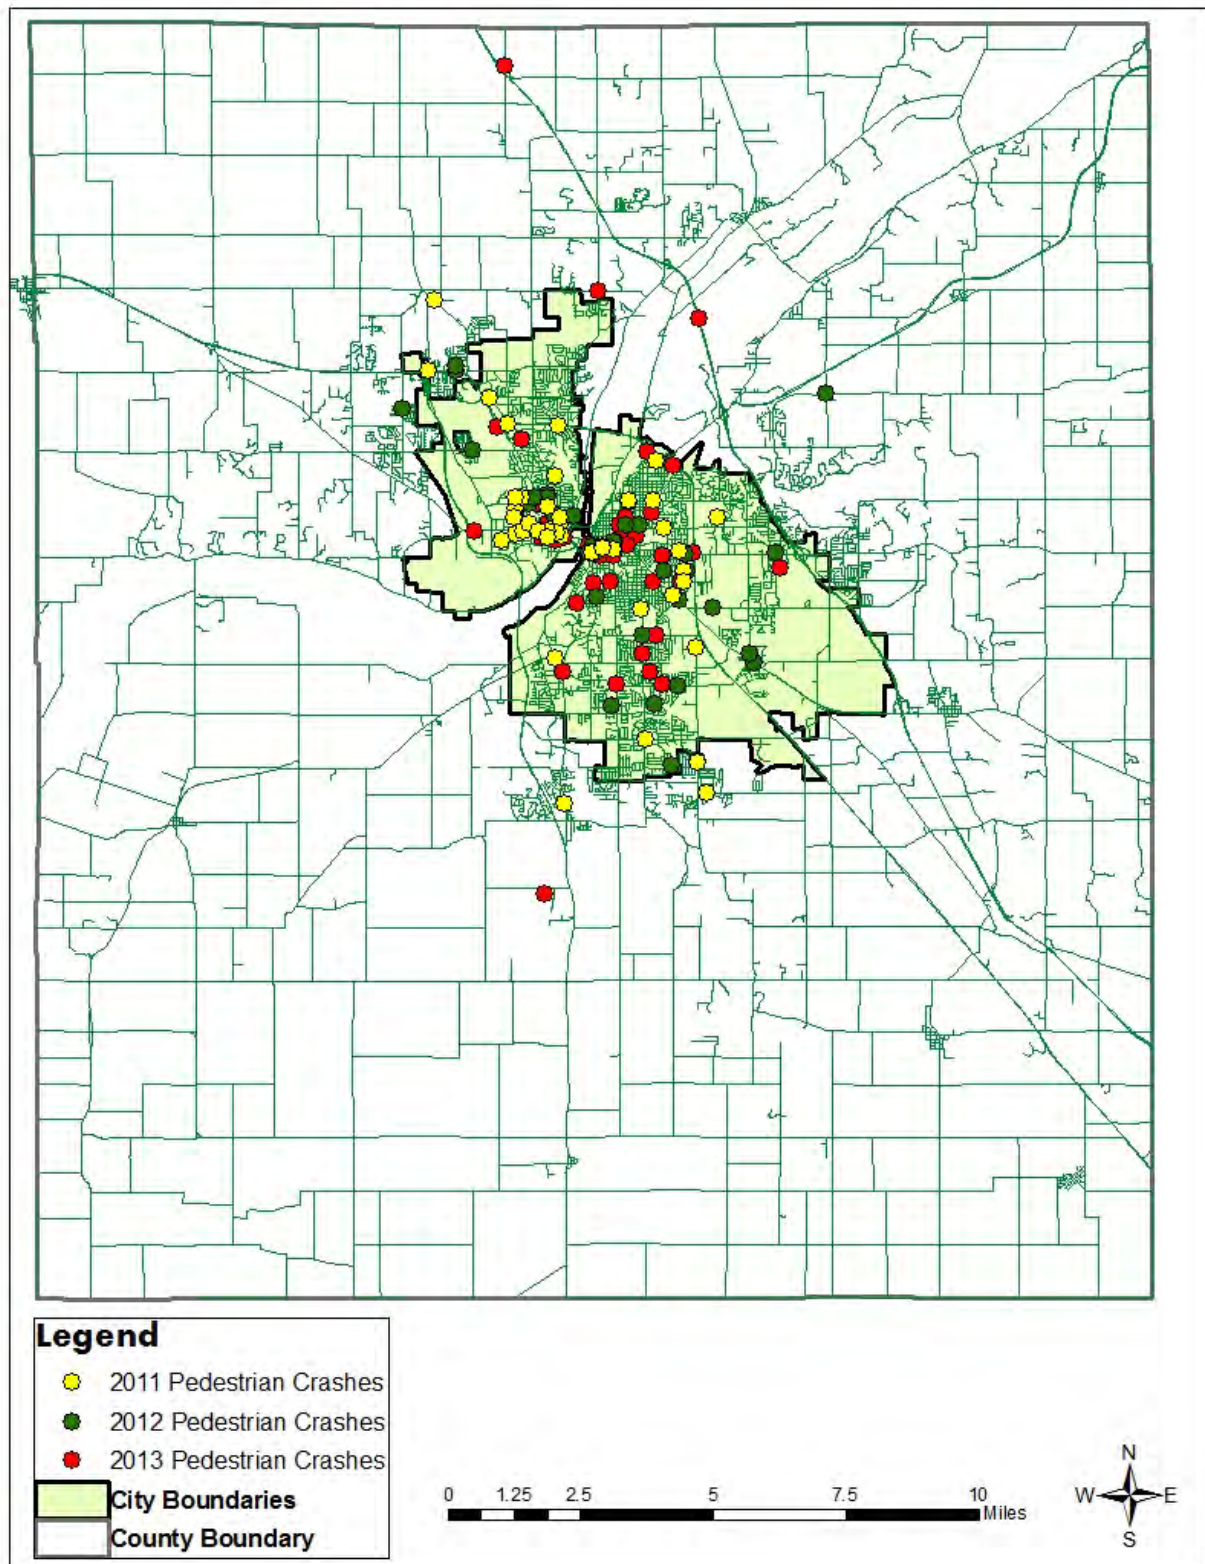 Legend
2011 Pedestrian Crashes
2012 Pedestrian Crashes
2013 Pedestrian Crashes
City Boundaries
County Boundary
0 1.25 2.5 5 7.5 10
Miles
N
W E
S